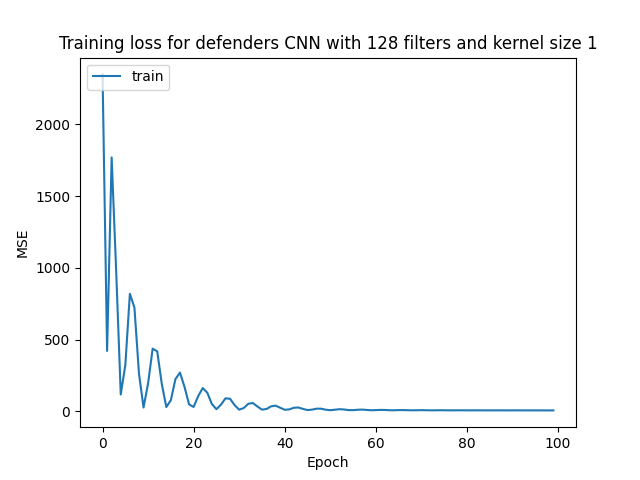 Training loss for defenders CNN with 128 filters and kernel size 1
train
2000
1500
1000
500
0
MSE
0 20 40 60 80 100
Epoch